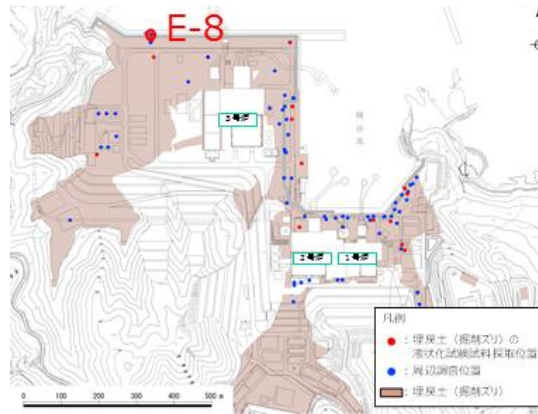 E-8
3号炉
2号炉
1号炉
凡例
：埋戻土（掘削ズリ）の
液状化試験試料採取位置
：周辺調査位置
：埋戻土（掘削ズリ）
0 100 200 300 400 500 m